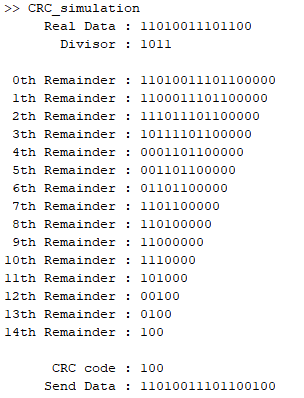 >> CRC_simulation
Real Data : 11010011101100
Divisor : 1011
0th Remainder : 11010011101100000
1th Remainder : 1100011101100000
2th Remainder : 111011101100000
3th Remainder : 10111101100000
4th Remainder : 0001101100000
5th Remainder : 001101100000
6th Remainder : 01101100000
7th Remainder : 1101100000
8th Remainder : 110100000
9th Remainder : 11000000
10th Remainder : 1110000
11th Remainder : 101000
12th Remainder : 00100
13th Remainder : 0100
14th Remainder : 100
CRC code : 100
Send Data : 11010011101100100